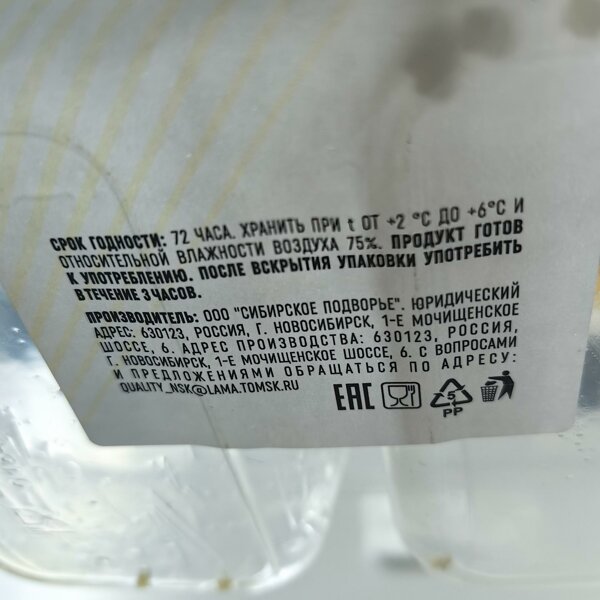 СРОК ГОДНОСТИ: 72 ЧАСА. ХРАНИТЬ ПРИ t ОТ +2 °С ДО +6°С И
ОТНОСИТЕЛЬНОЙ ВЛАЖНОСТИ ВОЗДУХА 75%. ПРОДУКТ ГОТОВ
К УПОТРЕБЛЕНИЮ. ПОСЛЕ ВСКРЫТИЯ УПАКОВКИ УПОТРЕБИТЬ
В ТЕЧЕНИЕ 3 ЧАСОВ.
ПРОИЗВОДИТЕЛЬ: ООО "СИБИРСКОЕ ПОДВОРЬЕ". ЮРИДИЧЕСКИЙ
АДРЕС: 630123, РОССИЯ, Г. НОВОСИБИРСК, 1-Е МОЧИЩЕНСКОЕ
ШОССЕ, 6. АДРЕС ПРОИЗВОДСТВА: 630123, РОССИЯ,
Г. НОВОСИБИРСК, 1-Е МОЧИЩЕНСКОЕ ШОССЕ, 6. С ВОПРОСАМИ
И ПРЕДЛОЖЕНИЯМИ ОБРАЩАТЬСЯ ПО АДРЕСУ:
QUALITY_NSK@LAMA.TOMSK.RU
ЕАС
5
PP